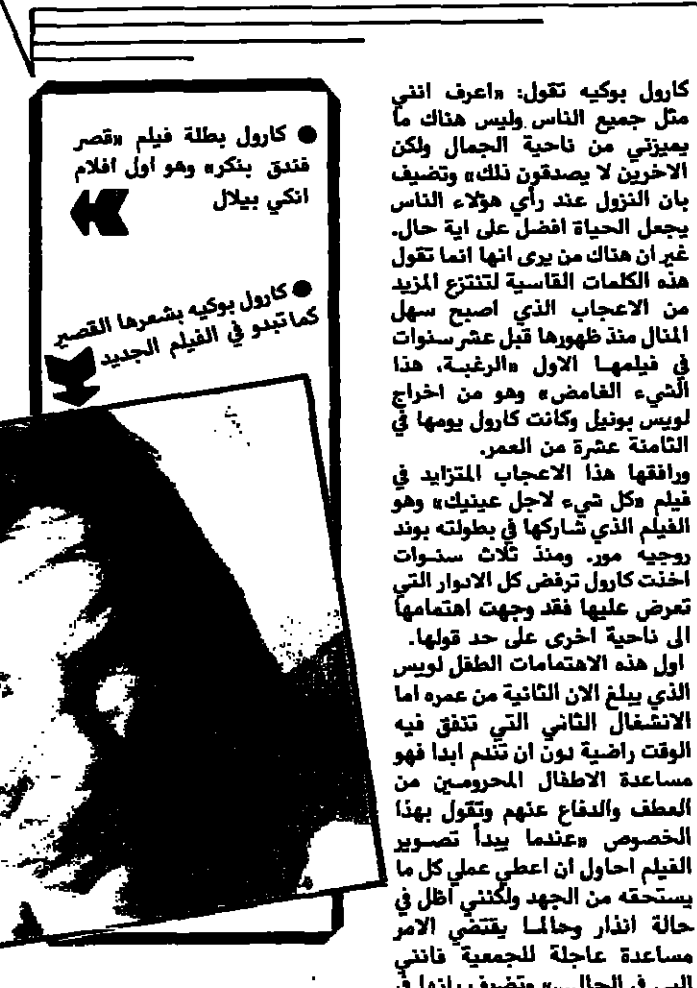 كارول بوكيه تقول: «اعرف انني
مثل جميع الناس وليس هناك ما
يميزني من ناحية الجمال ولكن
الاخرين لا يصدقون ذلك» وتضيف
بان النزول عند رأي هؤلاء الناس
يجعل الحياة افضل على اية حال.
غير ان هناك من يرى انها انما تقول
هذه الكلمات القاسية لتنتزع المزيد
من الاعجاب الذي اصبح سهل
المنال منذ ظهورها قبل عشر سنوات
في فيلمها الاول «الرغبة، هذا
الشيء الغامض» وهو من اخراج
لويس بونيل وكانت كارول يومها في
الثامنة عشرة من العمر.
ورافقها هذا الاعجاب المتزايد في
فيلم «كل شيء لاجل عينيك» وهو
الفيلم الذي شاركها في بطولته بوند
روجيه مور. ومنذ ثلاث سنوات
اخذت كارول ترفض كل الادوار التي
تعرض عليها فقد وجهت اهتمامها
الى ناحية اخرى على حد قولها.
اول هذه الاهتمامات الطفل لويس
الذي يبلغ الان الثانية من عمره اما
الانشغال الثاني التي تنفق فيه
الوقت راضية دون ان تندم ابدا فهو
مساعدة الاطفال المحرومين من
العطف والدفاع عنهم وتقول بهذا
الخصوص «عندما يبدأ تصوير
الفيلم احاول ان اعطي عملي كل ما
يستحقه من الجهد ولكنني اظل في
حالة انذار وحالما يقتضي الامر
مساعدة عاجلة للجمعية فانني
البي في الحال...» وتضيف بانها في
● كارول بطلة فيلم «قصر
فندق بنكر» وهو اول افلام
انكي بيلال
● كارول بوكيه بشعرها القصير
كما تبدو في الفيلم الجديد